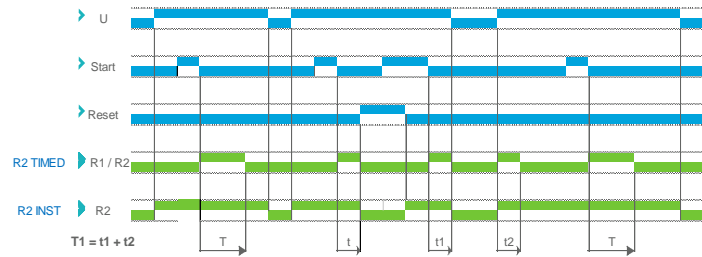 U
Start
Reset
R2 TIMED R1 / R2
R2 INST R2
T1 = t1 + t2 T t t1 t2 T